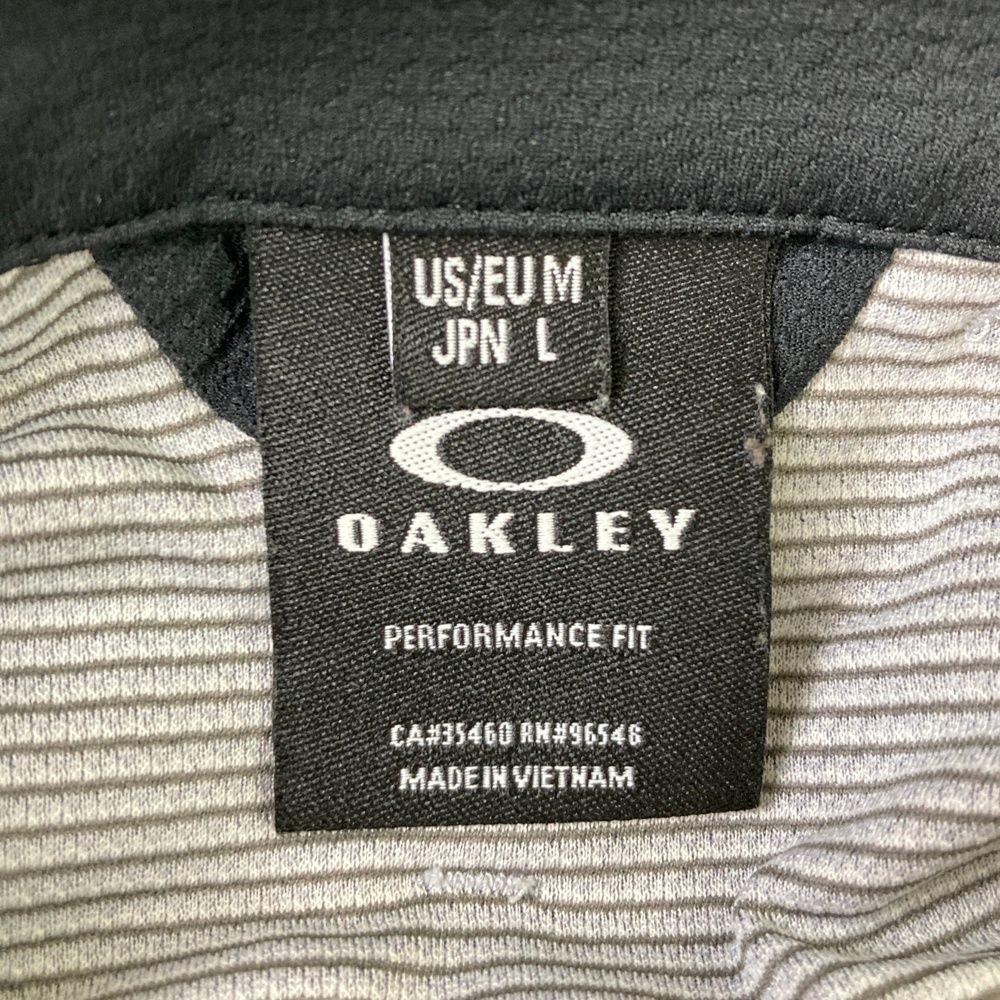 US/EU M
JPN L
OAKLEY
PERFORMANCE FIT
CA#35460 RN#96546
MADE IN VIETNAM